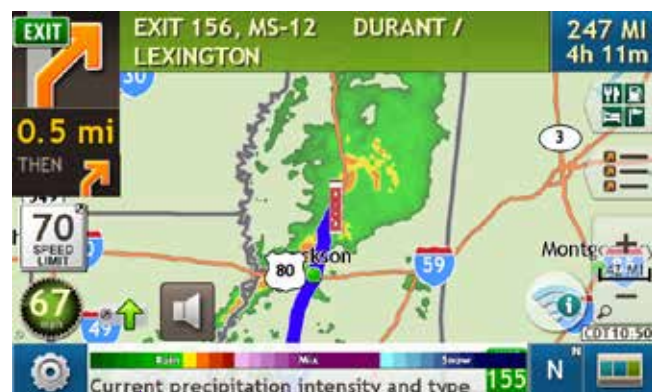 EXIT
EXIT 156, MS-12 DURANT /
LEXINGTON
247 MI
4h 11m
30
0.5 mi
THEN
3
70
SPEED
LIMIT
80
59
67
49
Rain
Mix
Snow
Current precipitation intensity and type
155
N
N